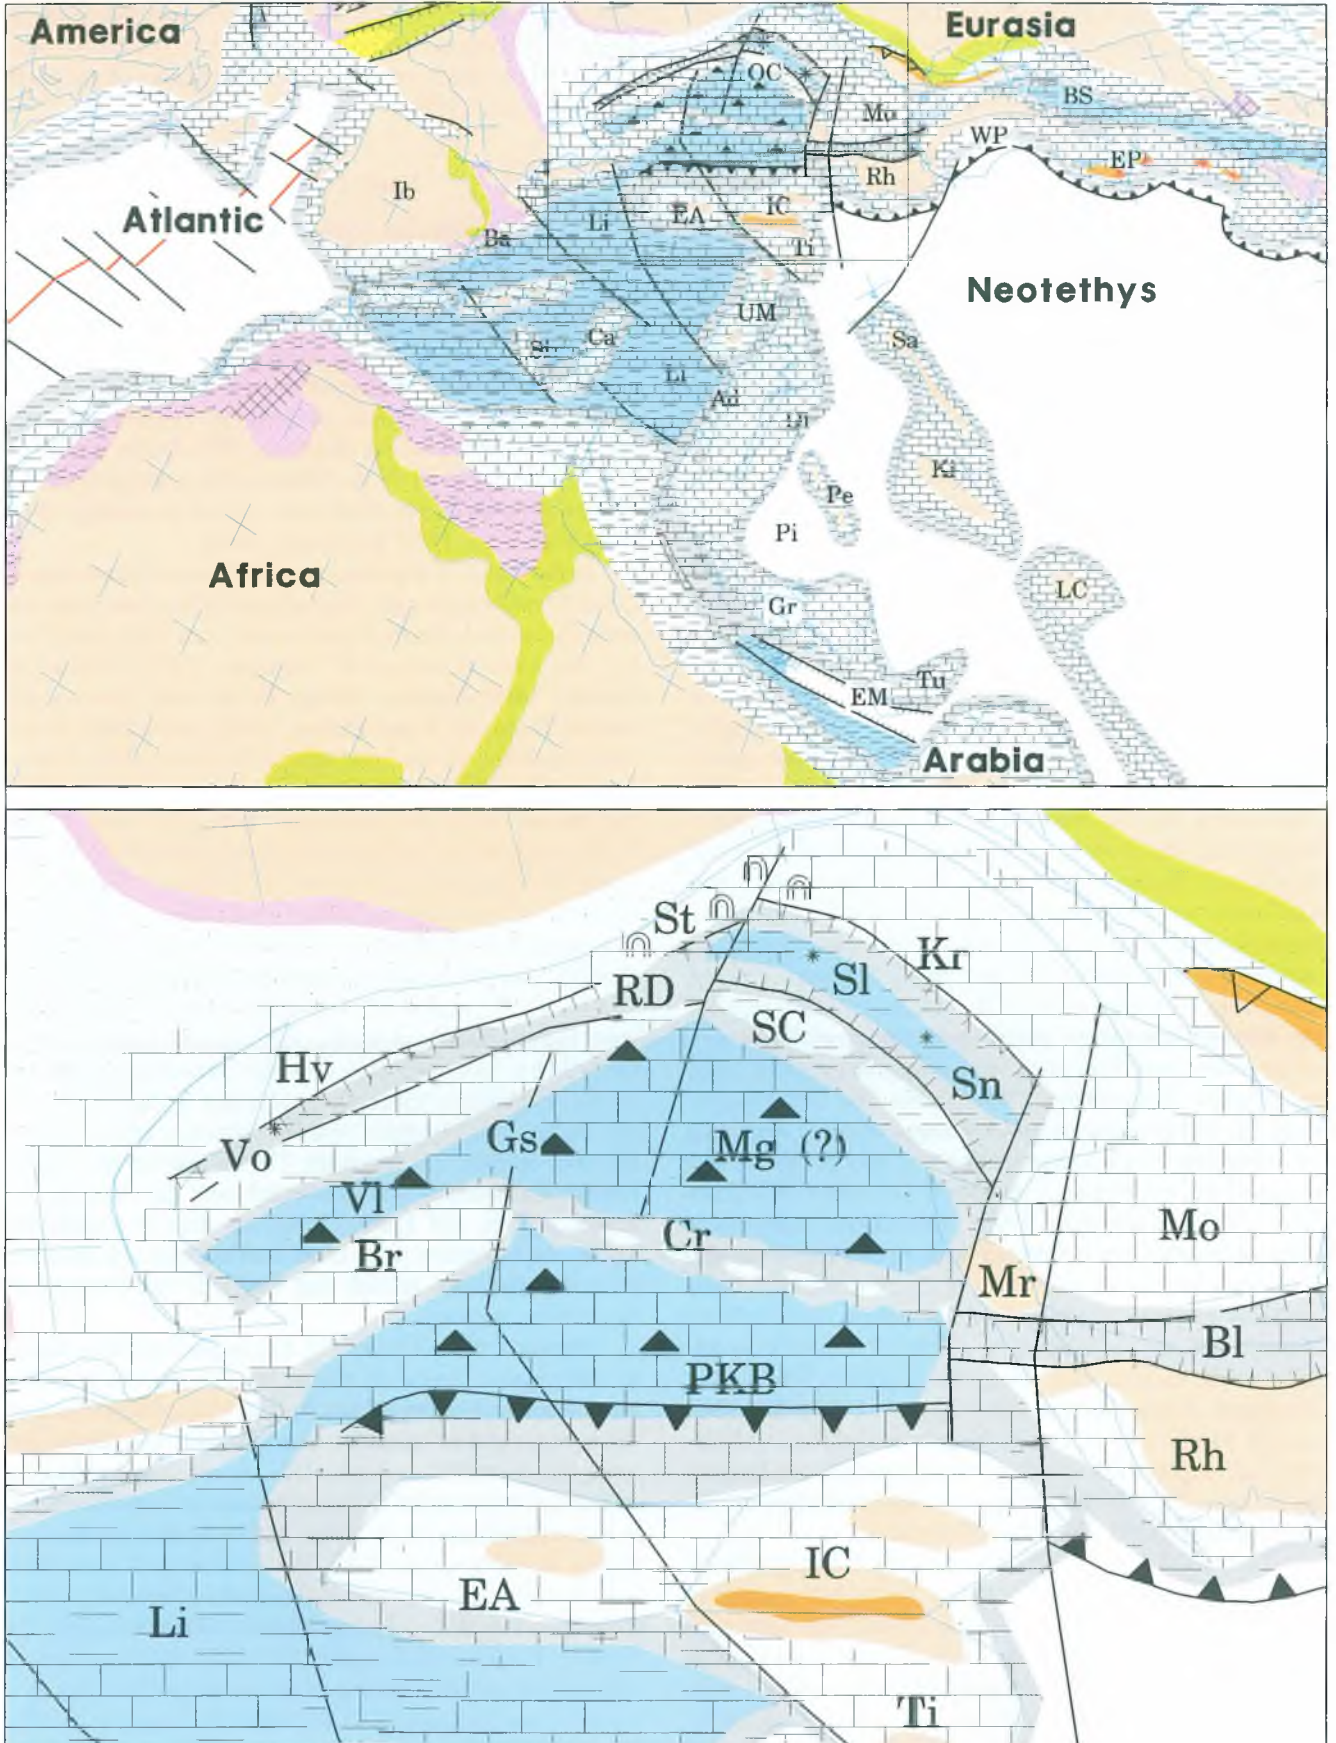 America
Eurasia
OC
BS
Mo
WP
EP
Rh
Ib
Atlantic
Li
EA
IC
Ba
Ti
Neotethys
UM
Ca
Sa
Si
Li
Ad
Ki
Pe
Pi
Africa
LC
Gr
Tu
EM
Arabia
St
Kr
RD
Sl
SC
Hv
Sn
Gs
Mg (?)
Vo
Vl
Cr
Mo
Br
Mr
Bl
PKB
Rh
IC
EA
Li
Ti